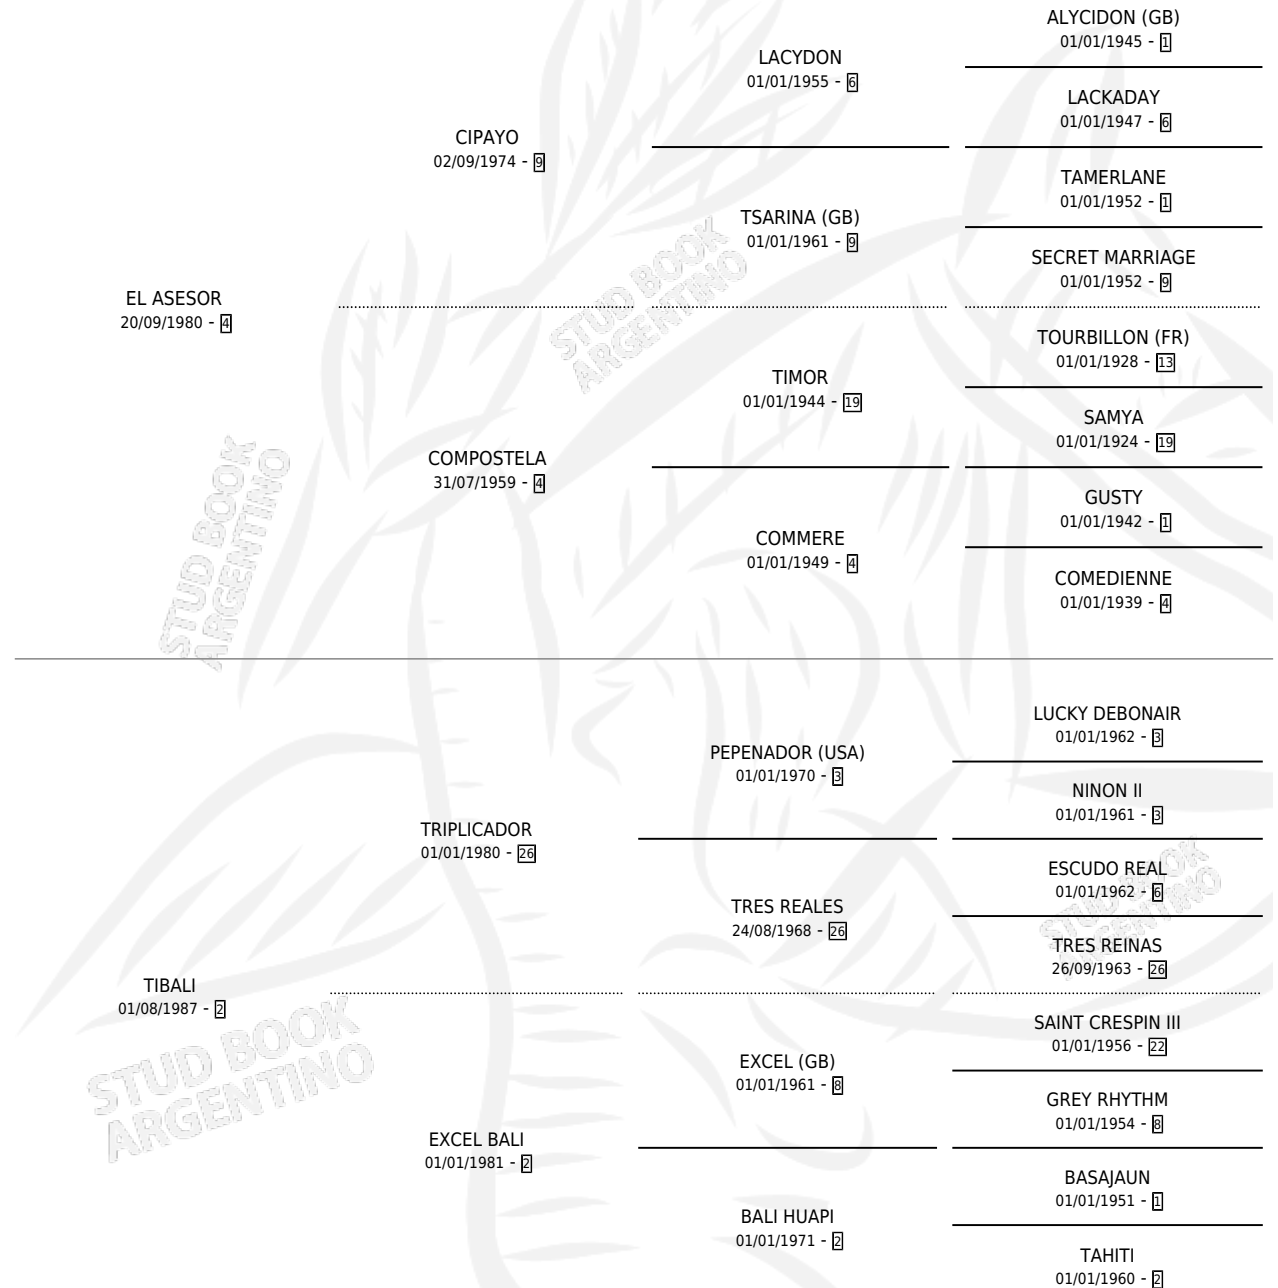 ALYCIDON (GB)
01/01/1945 - 1
LACYDON
01/01/1955 - 6
LACKADAY
01/01/1947 - 6
CIPAYO
02/09/1974 - 9
TAMERLANE
01/01/1952 - 1
TSARINA (GB)
01/01/1961 - 9
SECRET MARRIAGE
01/01/1952 - 9
EL ASESOR
20/09/1980 - 4
TOURBILLON (FR)
01/01/1928 - 13
TIMOR
01/01/1944 - 19
SAMYA
01/01/1924 - 19
COMPOSTELA
31/07/1959 - 4
GUSTY
01/01/1942 - 1
COMMERE
01/01/1949 - 4
COMEDIENNE
01/01/1939 - 4
STUD BOOK
ARGENTINO
STUD BOOK
ARGENTINO
LUCKY DEBONAIR
01/01/1962 - 3
PEPENADOR (USA)
01/01/1970 - 3
NINON II
01/01/1961 - 3
TRIPLICADOR
01/01/1980 - 26
ESCUDO REAL
01/01/1962 - 6
TRES REALES
24/08/1968 - 26
TRES REINAS
26/09/1963 - 26
TIBALI
01/08/1987 - 2
SAINT CRESPIN III
01/01/1956 - 22
EXCEL (GB)
01/01/1961 - 8
GREY RHYTHM
01/01/1954 - 8
EXCEL BALI
01/01/1981 - 2
BASAJAUN
01/01/1951 - 1
BALI HUAPI
01/01/1971 - 2
TAHITI
01/01/1960 - 2
STUD BOOK
ARGENTINO
STUD BOOK
ARGENTINO